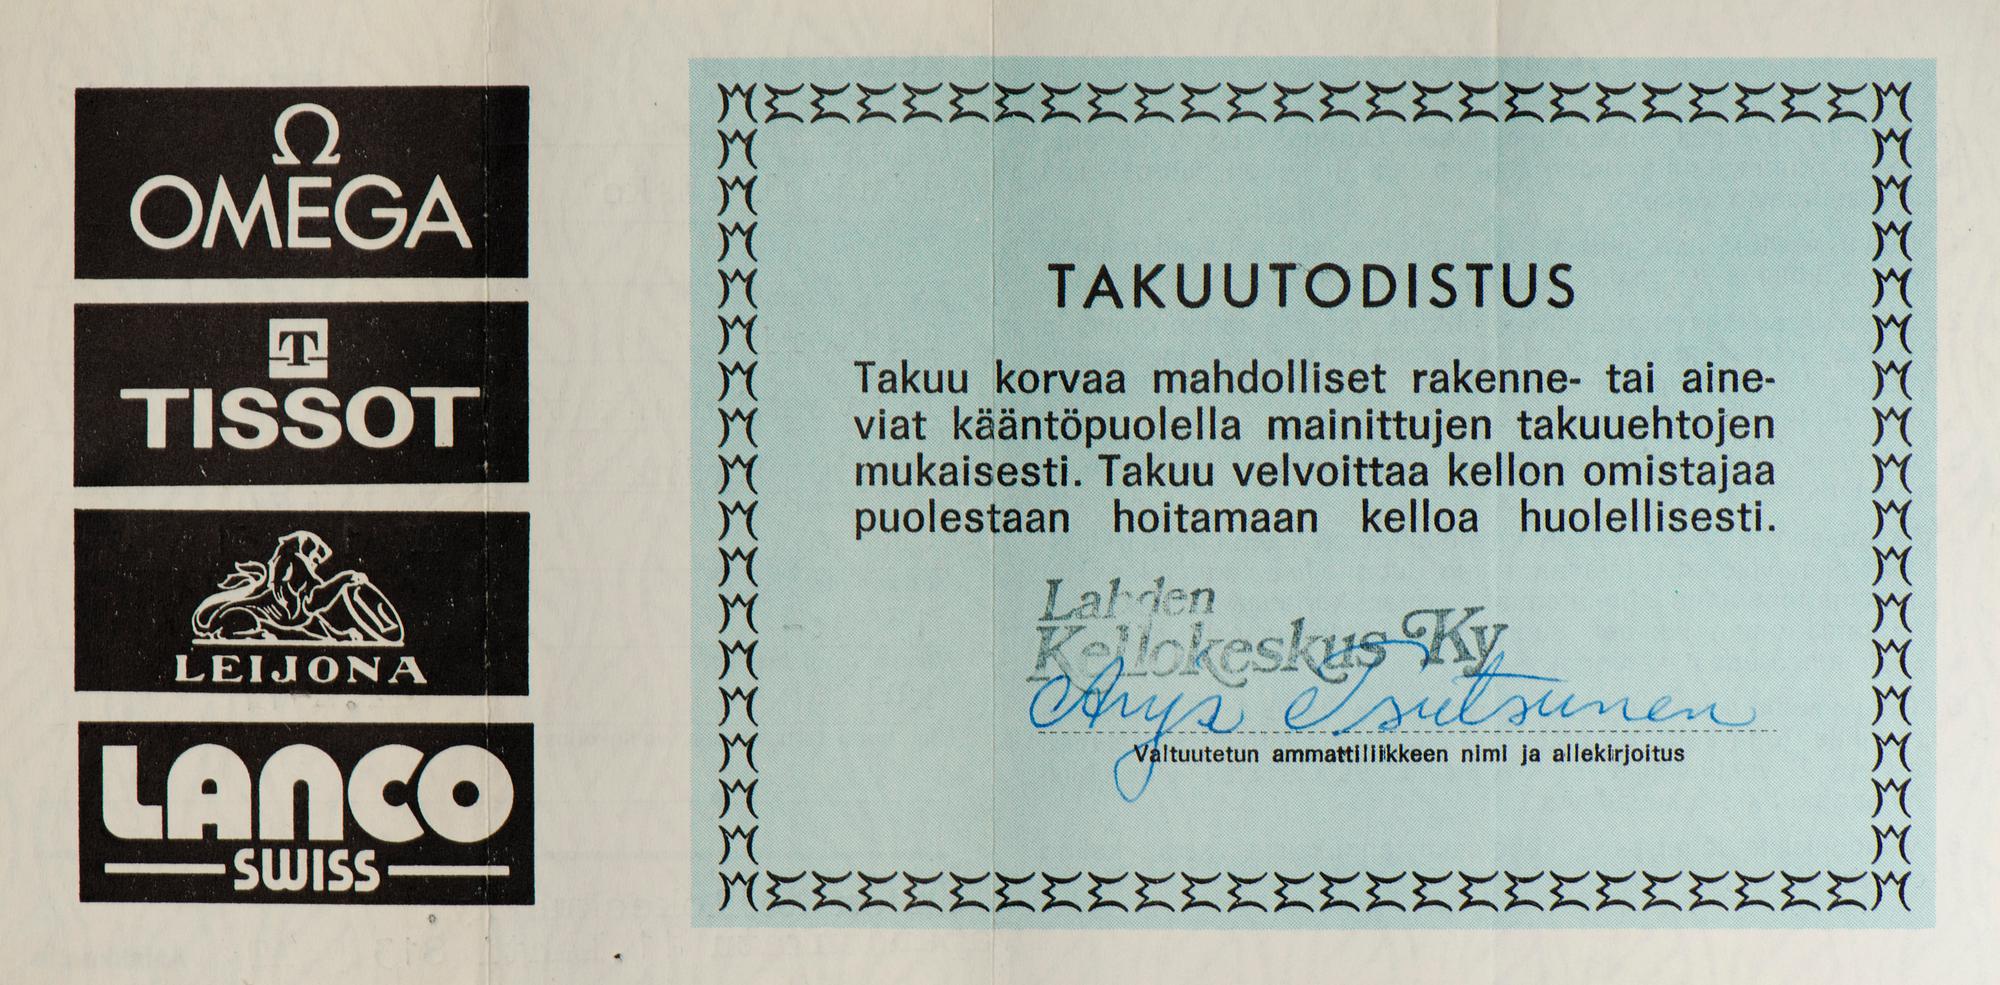 Ω
OMEGA
T
TISSOT
L
LEIJONA
LANCO
SWISS
TAKUUTODISTUS
Takuu korvaa mahdolliset rakenne- tai aine-
viat kääntöpuolella mainittujen takuuehtojen
mukaisesti. Takuu velvoittaa kellon omistajaa
puolestaan hoitamaan kelloa huolellisesti.
Lahden
Kellokeskus Ky
Valtuutetun ammattiliikkeen nimi ja allekirjoitus